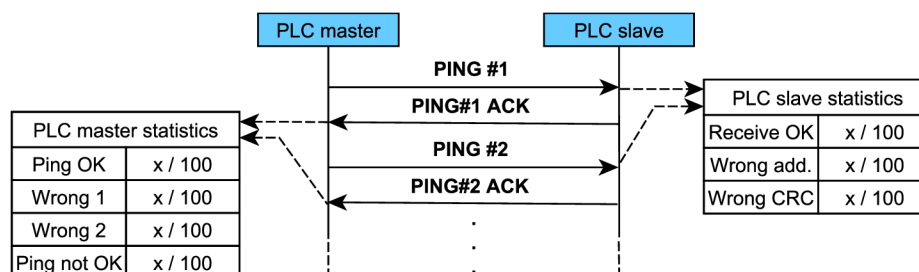 PLC master
PLC slave
PING #1
PING#1 ACK
PING #2
PING#2 ACK
PLC master statistics
Ping OK x / 100
Wrong 1 x / 100
Wrong 2 x / 100
Ping not OK x / 100
PLC slave statistics
Receive OK x / 100
Wrong add. x / 100
Wrong CRC x / 100